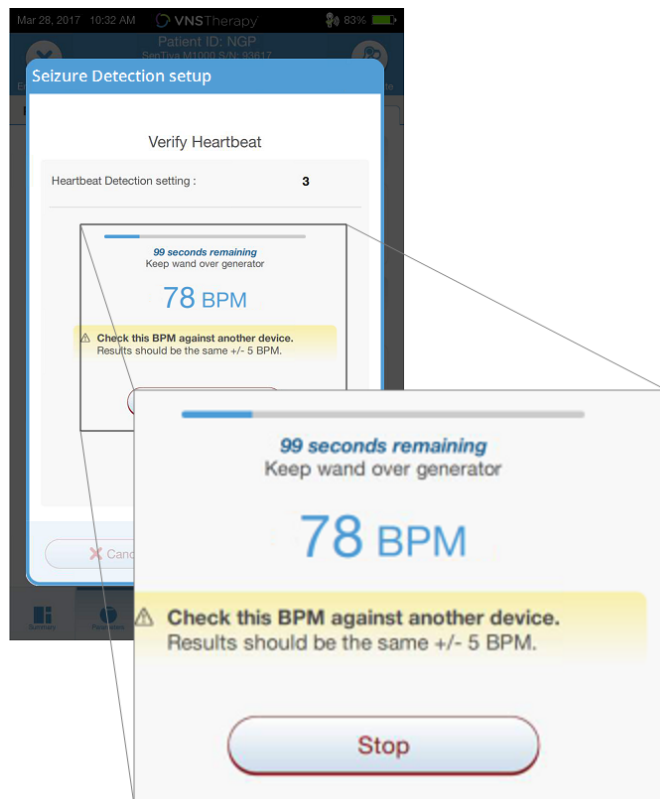 Mar 28, 2017 10:32 AM VNSTherapy 83%
Patient ID: NGP
SenTiva M1000 S/N: 93617
Seizure Detection setup
Verify Heartbeat
Heartbeat Detection setting : 3
99 seconds remaining
Keep wand over generator
78 BPM
Check this BPM against another device.
Results should be the same +/- 5 BPM.
Canc
Summary Parameters
99 seconds remaining
Keep wand over generator
78 BPM
Check this BPM against another device.
Results should be the same +/- 5 BPM.
Stop